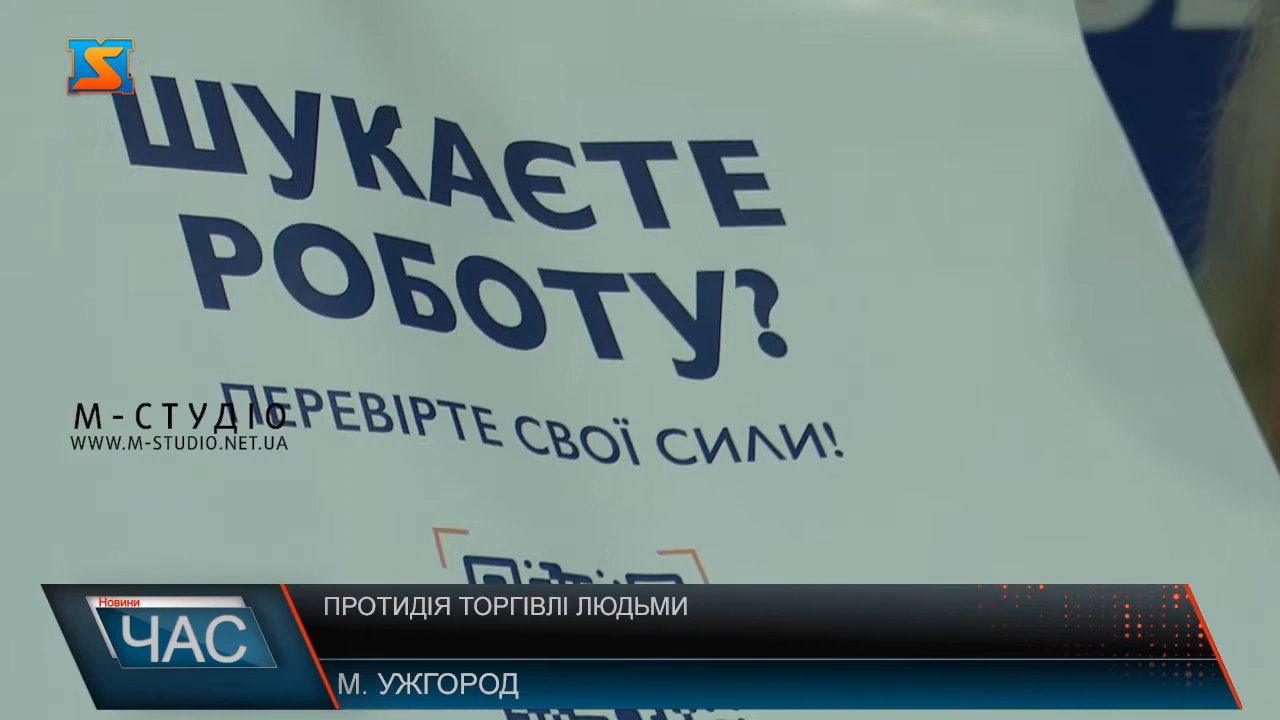 ШУКАЄТЕ
РОБОТУ?
ПЕРЕВІРТЕ СВОЇ СИЛИ!
М-СТУДІО
WWW.M-STUDIO.NET.UA
Новини
ЧАС
ПРОТИДІЯ ТОРГІВЛІ ЛЮДЬМИ
М. УЖГОРОД